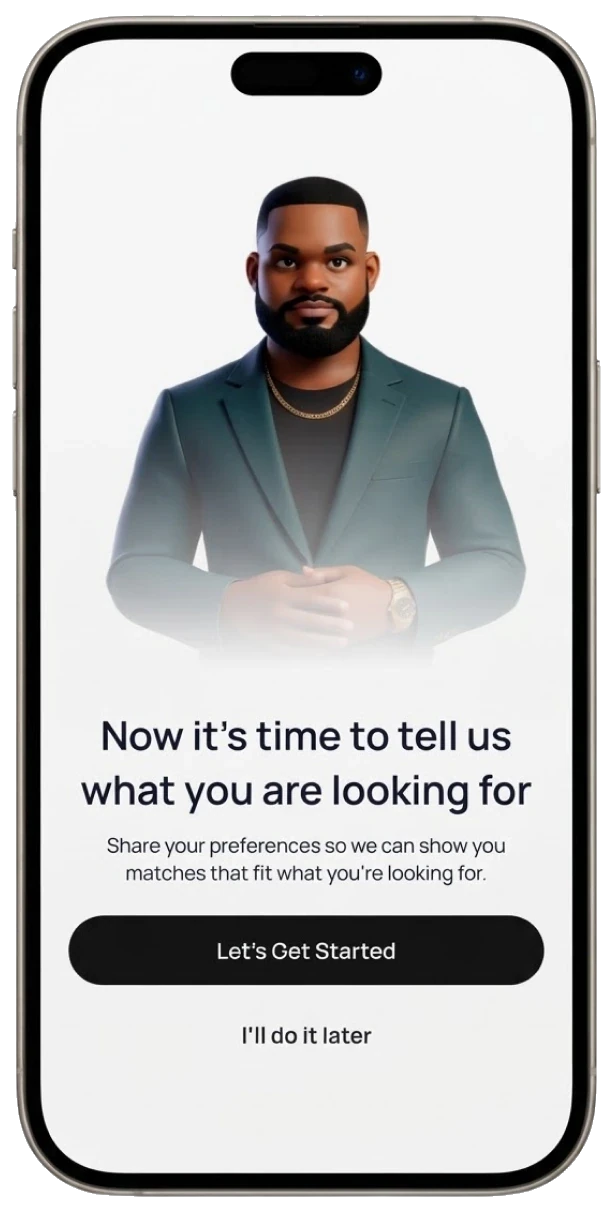 Now it's time to tell us
what you are looking for
Share your preferences so we can show you
matches that fit what you're looking for.
Let's Get Started
I'll do it later